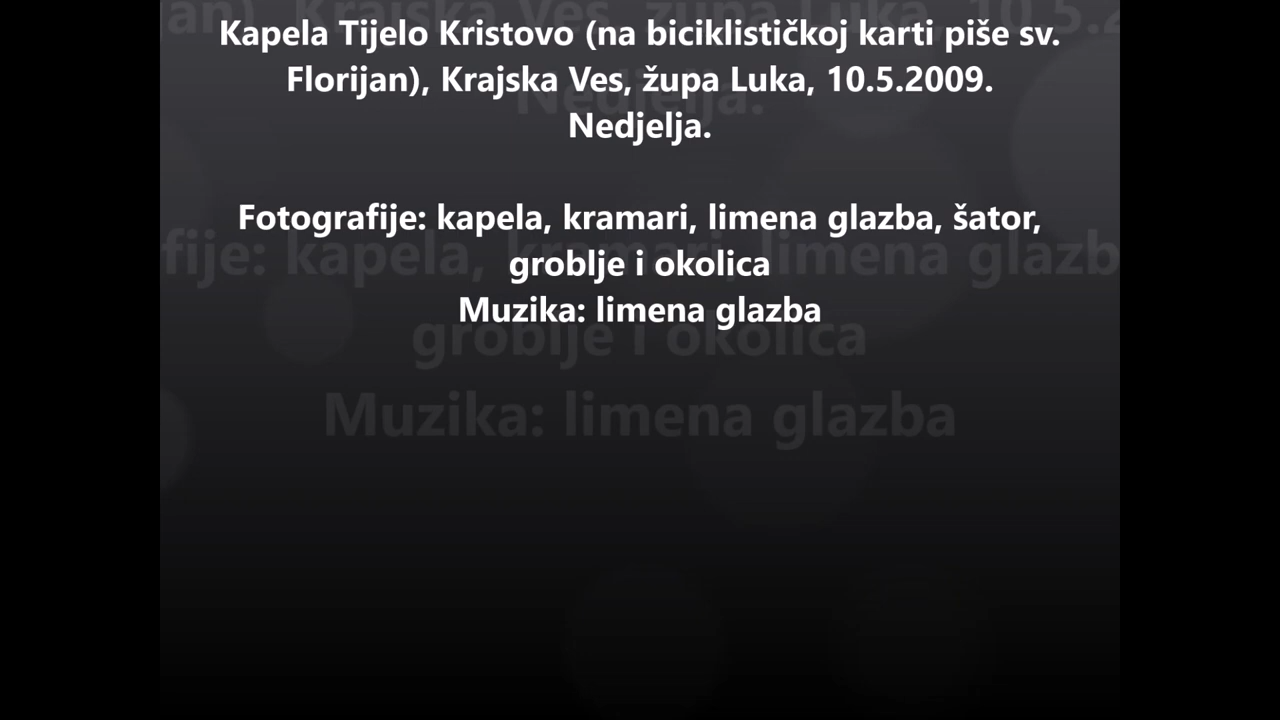 Kapela Tijelo Kristovo (na biciklističkoj karti piše sv.
Florijan), Krajska Ves, župa Luka, 10.5.2009.
Nedjelja.
Fotografije: kapela, kramari, limena glazba, šator,
groblje i okolica
Muzika: limena glazba